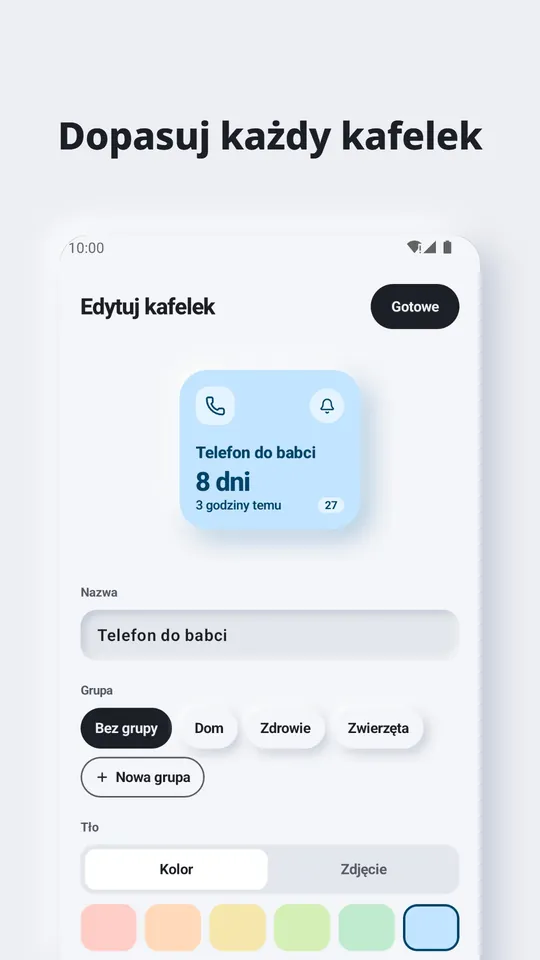 Dopasuj każdy kafelek
10:00
Edytuj kafelek
Gotowe
Telefon do babci
8 dni
3 godziny temu
27
Nazwa
Telefon do babci
Grupa
Bez grupy
Dom
Zdrowie
Zwierzęta
+ Nowa grupa
Tło
Kolor
Zdjęcie